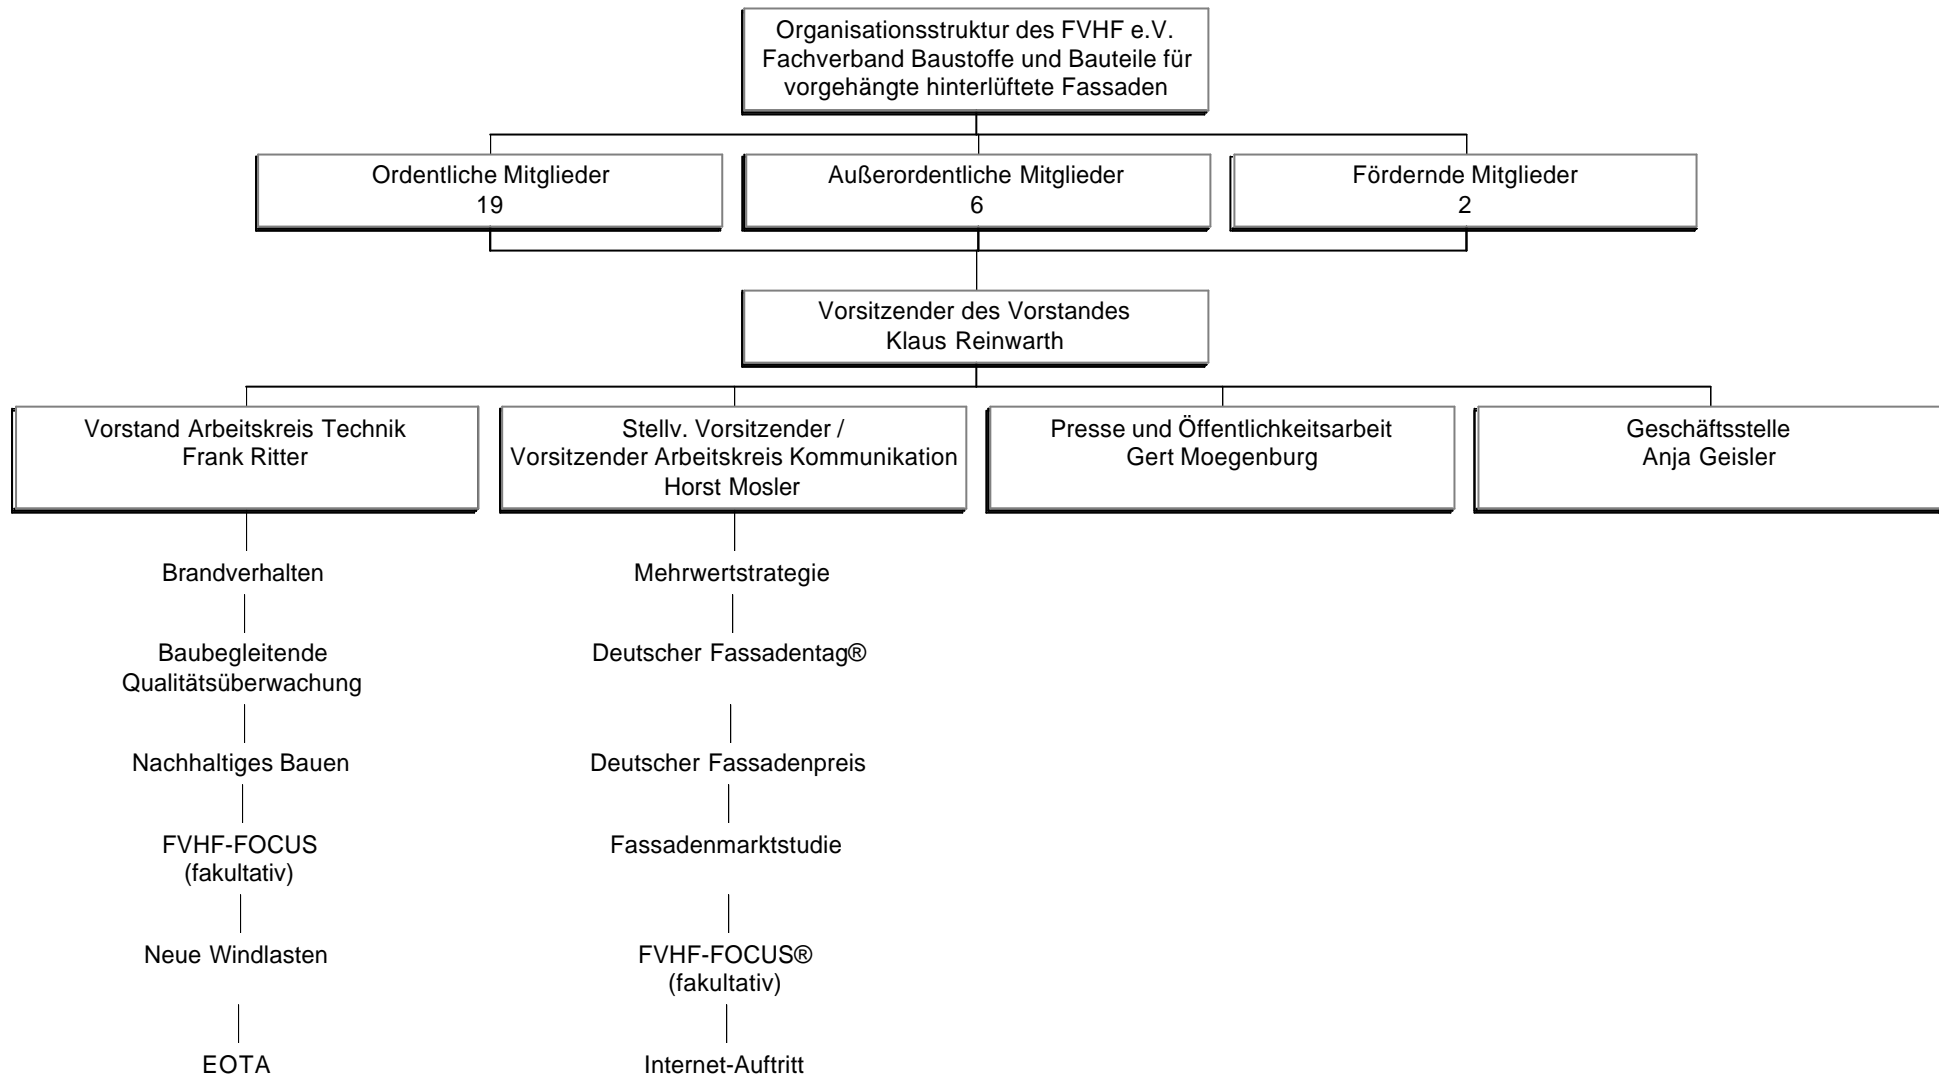 Organisationsstruktur des FVHF e.V.
Fachverband Baustoffe und Bauteile für
vorgehängte hinterlüftete Fassaden
Ordentliche Mitglieder
19
Außerordentliche Mitglieder
6
Fördernde Mitglieder
2
Vorsitzender des Vorstandes
Klaus Reinwarth
Vorstand Arbeitskreis Technik
Frank Ritter
Stellv. Vorsitzender /
Vorsitzender Arbeitskreis Kommunikation
Horst Mosler
Presse und Öffentlichkeitsarbeit
Gert Moegenburg
Geschäftsstelle
Anja Geisler
Brandverhalten
Baubegleitende
Qualitätsüberwachung
Nachhaltiges Bauen
FVHF-FOCUS
(fakultativ)
Neue Windlasten
EOTA
Mehrwertstrategie
Deutscher Fassadentag®
Deutscher Fassadenpreis
Fassadenmarktstudie
FVHF-FOCUS®
(fakultativ)
Internet-Auftritt